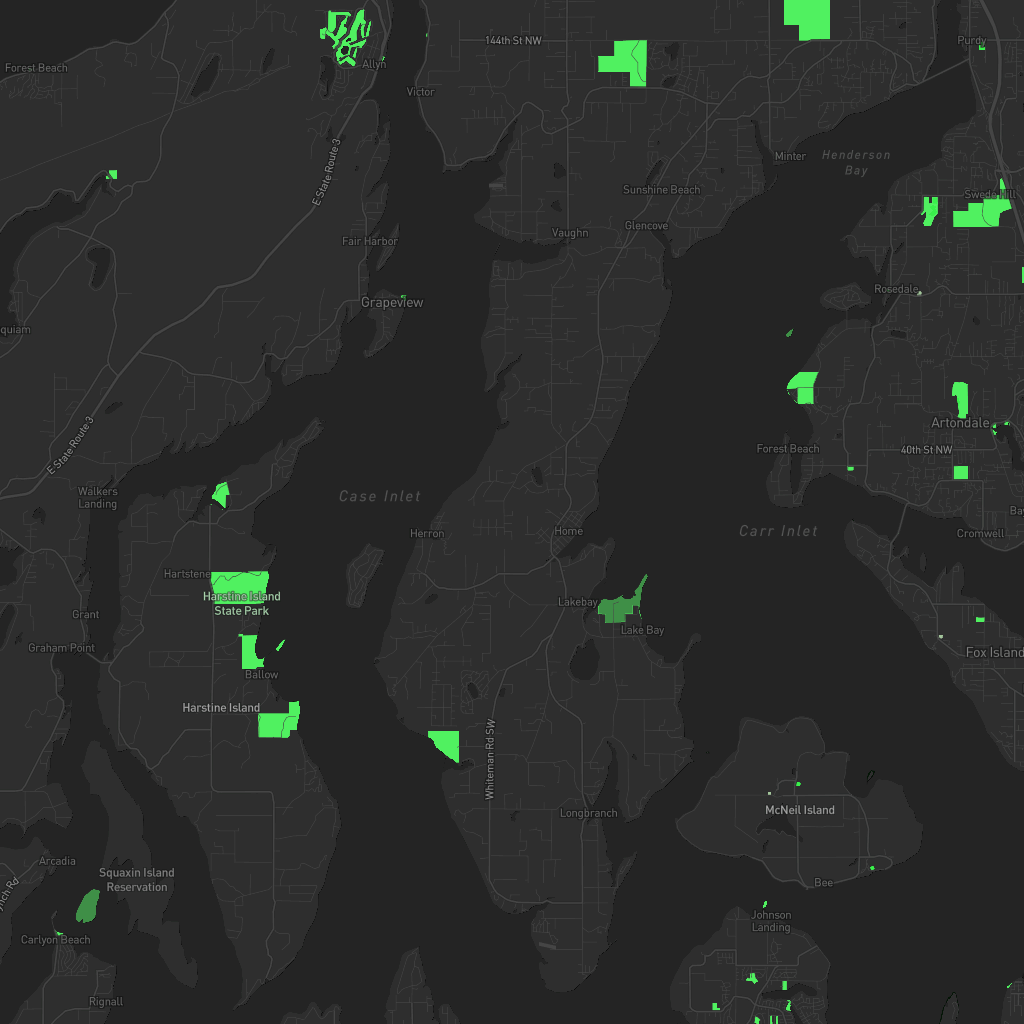 144th St NW
Purdy
Forest Beach
Allyn
Victor
E State Route 3
Minter
Henderson
Bay
Sunshine Beach
Swede Hill
Glencove
Vaughn
Fair Harbor
Rosedale
Grapeview
quiam
E State Route 3
Artondale
Forest Beach
40th St NW
Walkers
Landing
Case Inlet
Ba
Herron
Home
Carr Inlet
Cromwell
Hartstene
Harstine Island
State Park
Lakebay
Grant
Lake Bay
Graham Point
Fox Island
Ballow
Harstine Island
Whiteman Rd SW
McNeil Island
Longbranch
Arcadia
Squaxin Island
Reservation
ynch Rd
Bee
Johnson
Landing
Carlyon Beach
Rignall